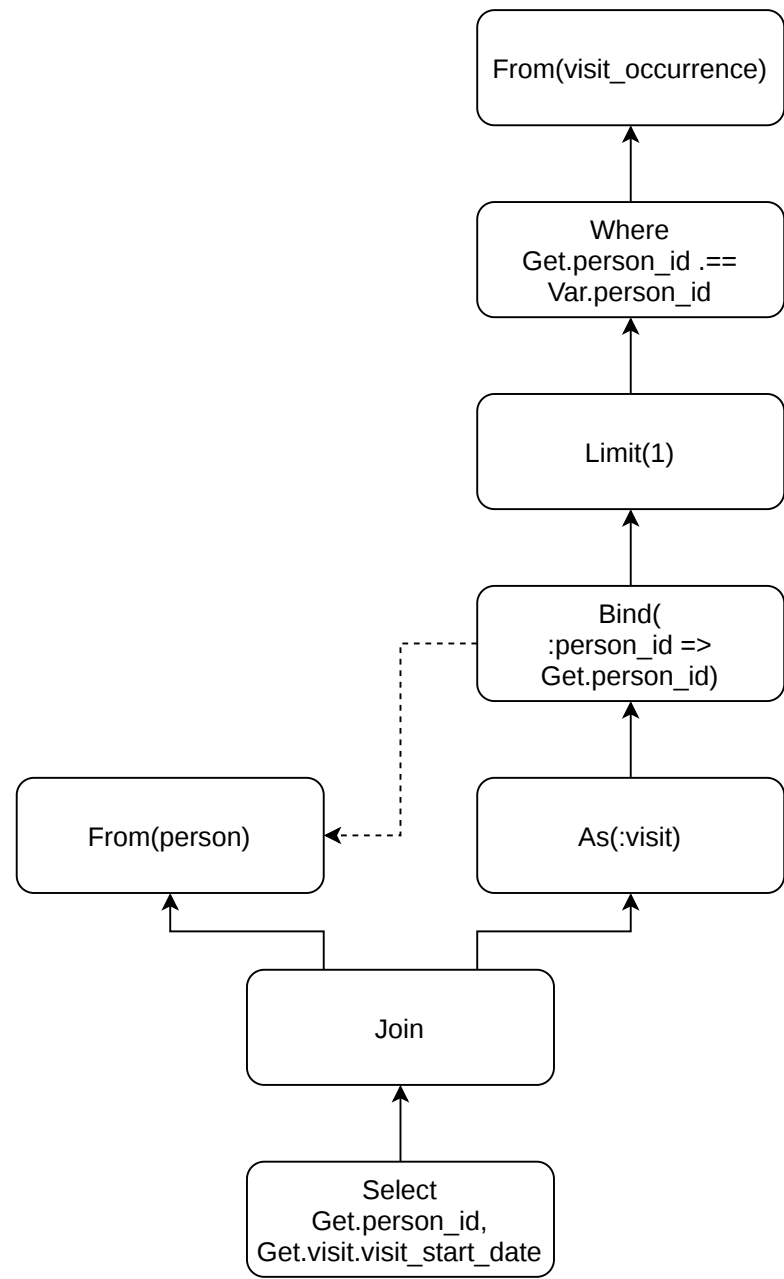 From(visit_occurrence)
Where
Get.person_id .==
Var.person_id
Limit(1)
Bind(
:person_id =>
Get.person_id)
From(person)
As(:visit)
Join
Select
Get.person_id,
Get.visit.visit_start_date